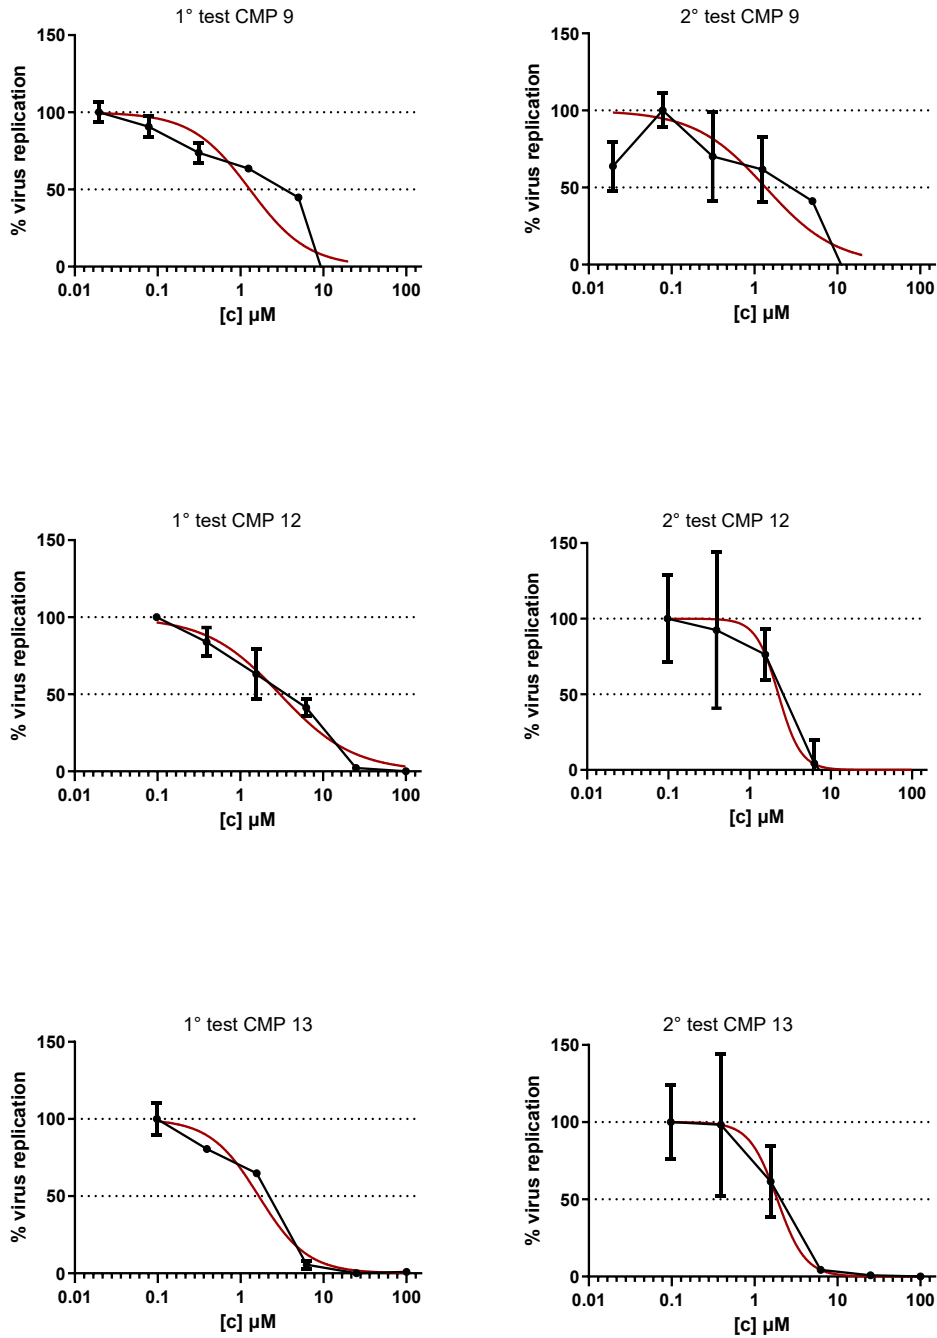 1° test CMP 9
% virus replication
150
100
50
0
0.01 0.1 1 10 100
[c] µM
2° test CMP 9
% virus replication
150
100
50
0
0.01 0.1 1 10 100
[c] µM
1° test CMP 12
% virus replication
150
100
50
0
0.01 0.1 1 10 100
[c] µM
2° test CMP 12
% virus replication
150
100
50
0
0.01 0.1 1 10 100
[c] µM
1° test CMP 13
% virus replication
150
100
50
0
0.01 0.1 1 10 100
[c] µM
2° test CMP 13
% virus replication
150
100
50
0
0.01 0.1 1 10 100
[c] µM